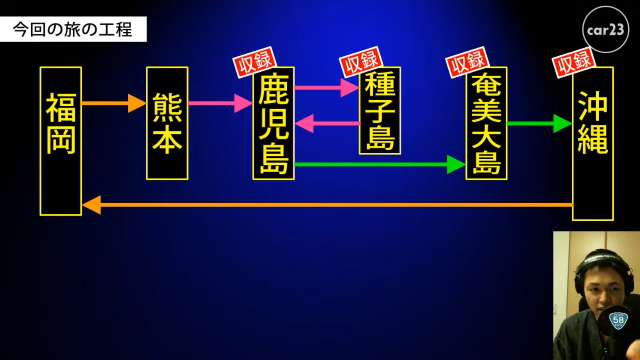 今回の旅の工程
car23
収録
収録
収録
収録
福岡
熊本
鹿児島
種子島
奄美大島
沖縄
58